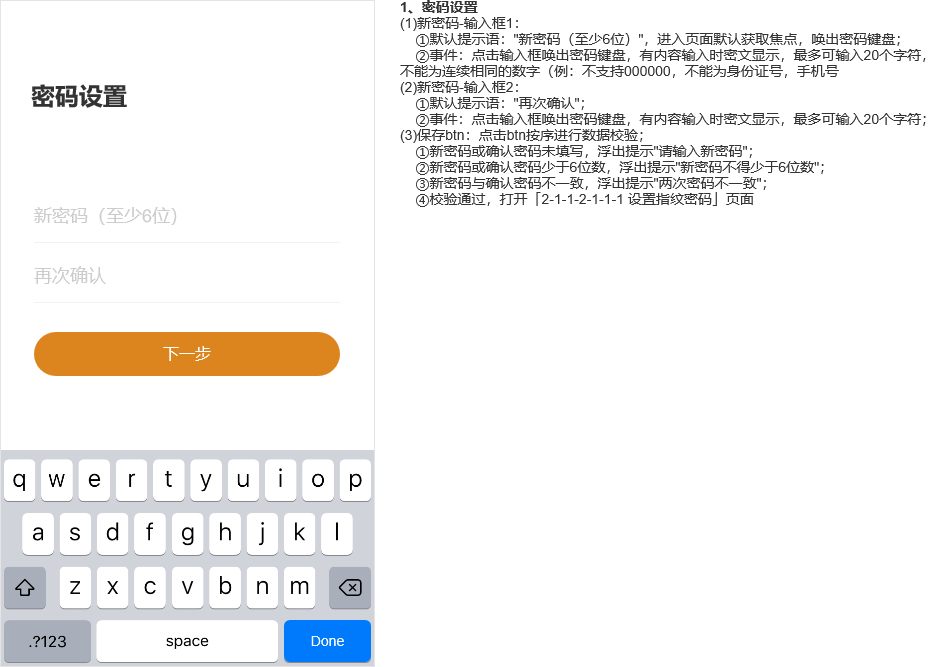 密码设置
新密码（至少6位）
再次确认
下一步
q w e r t y u i o p
a s d f g h j k l
z x c v b n m
.?123 space Done
1、密码设置
(1)新密码-输入框1：
①默认提示语："新密码（至少6位）"，进入页面默认获取焦点，唤出密码键盘；
②事件：点击输入框唤出密码键盘，有内容输入时密文显示，最多可输入20个字符，
不能为连续相同的数字（例：不支持000000，不能为身份证号，手机号
(2)新密码-输入框2：
①默认提示语："再次确认"；
②事件：点击输入框唤出密码键盘，有内容输入时密文显示，最多可输入20个字符；
(3)保存btn：点击btn按序进行数据校验；
①新密码或确认密码未填写，浮出提示"请输入新密码"；
②新密码或确认密码少于6位数，浮出提示"新密码不得少于6位数"；
③新密码与确认密码不一致，浮出提示"两次密码不一致"；
④校验通过，打开「2-1-1-2-1-1-1 设置指纹密码」页面